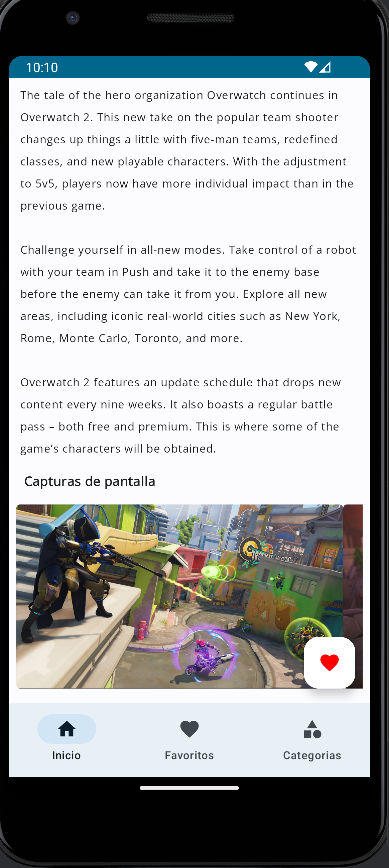 10:10
The tale of the hero organization Overwatch continues in
Overwatch 2. This new take on the popular team shooter
changes up things a little with five-man teams, redefined
classes, and new playable characters. With the adjustment
to 5v5, players now have more individual impact than in the
previous game.
Challenge yourself in all-new modes. Take control of a robot
with your team in Push and take it to the enemy base
before the enemy can take it from you. Explore all new
areas, including iconic real-world cities such as New York,
Rome, Monte Carlo, Toronto, and more.
Overwatch 2 features an update schedule that drops new
content every nine weeks. It also boasts a regular battle
pass – both free and premium. This is where some of the
game’s characters will be obtained.
Capturas de pantalla
Inicio
Favoritos
Categorias